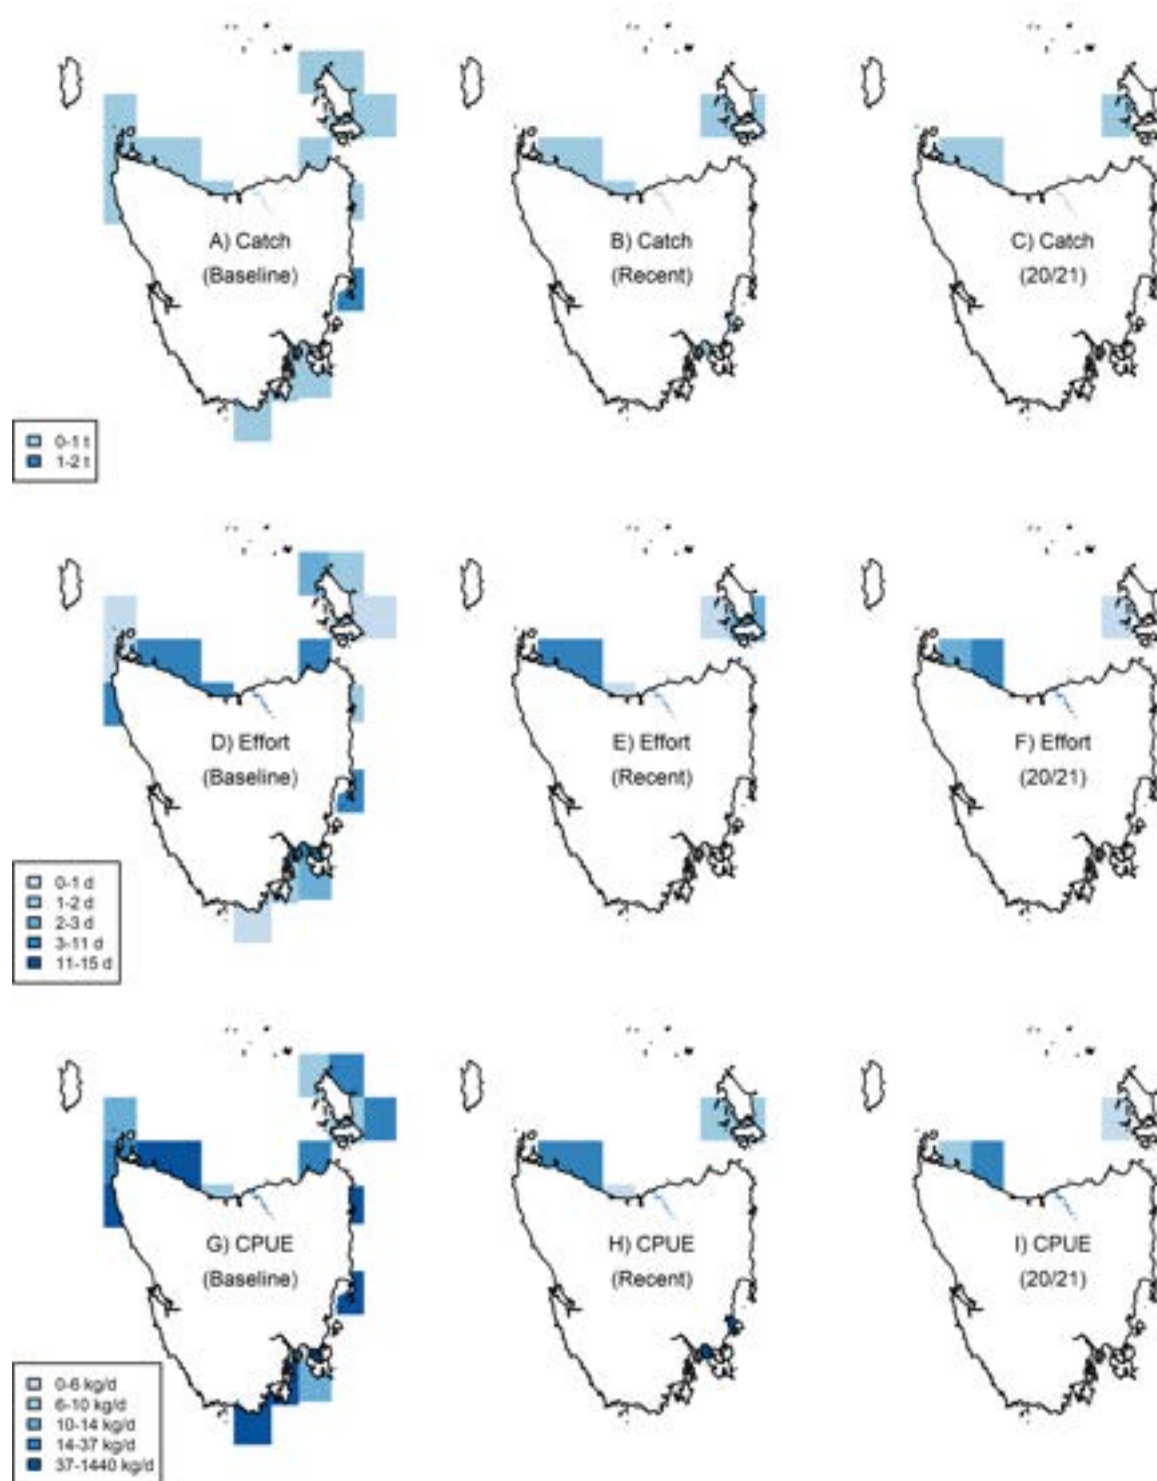 A) Catch
(Baseline)
B) Catch
(Recent)
C) Catch
(20/21)
0-1 t
1-2 t
D) Effort
(Baseline)
E) Effort
(Recent)
F) Effort
(20/21)
0-1 d
1-2 d
2-3 d
3-11 d
11-15 d
G) CPUE
(Baseline)
H) CPUE
(Recent)
I) CPUE
(20/21)
0-6 kg/d
6-10 kg/d
10-14 kg/d
14-37 kg/d
37-1440 kg/d